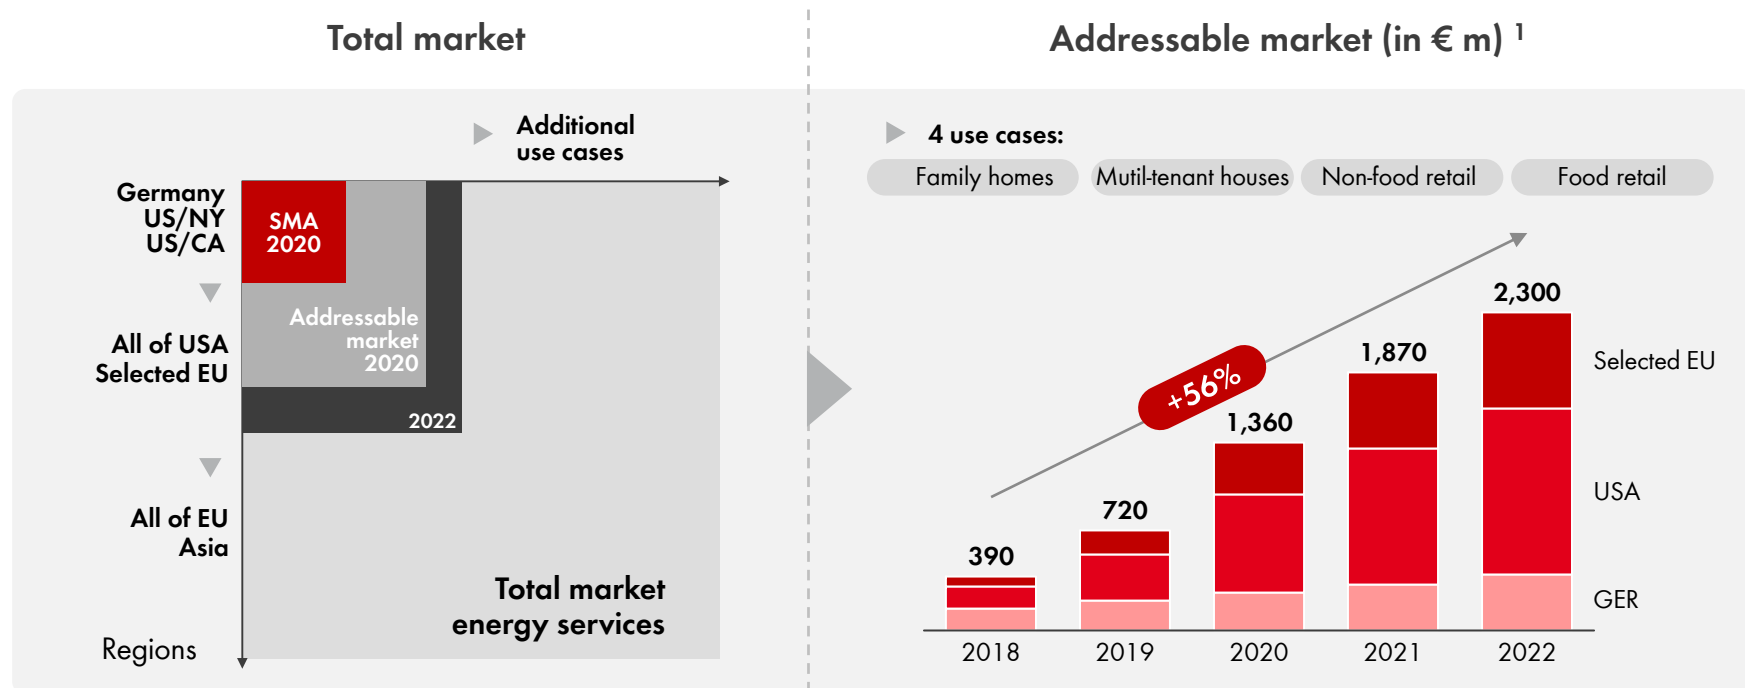 Total market
Additional
use cases
Germany
US/NY
US/CA
SMA
2020
Addressable
market
2020
All of USA
Selected EU
2022
All of EU
Asia
Total market
energy services
Regions
Addressable market (in € m) 1
4 use cases:
Family homes
Mutil-tenant houses
Non-food retail
Food retail
+56%
2,300
1,870
1,360
720
390
Selected EU
USA
GER
2018
2019
2020
2021
2022